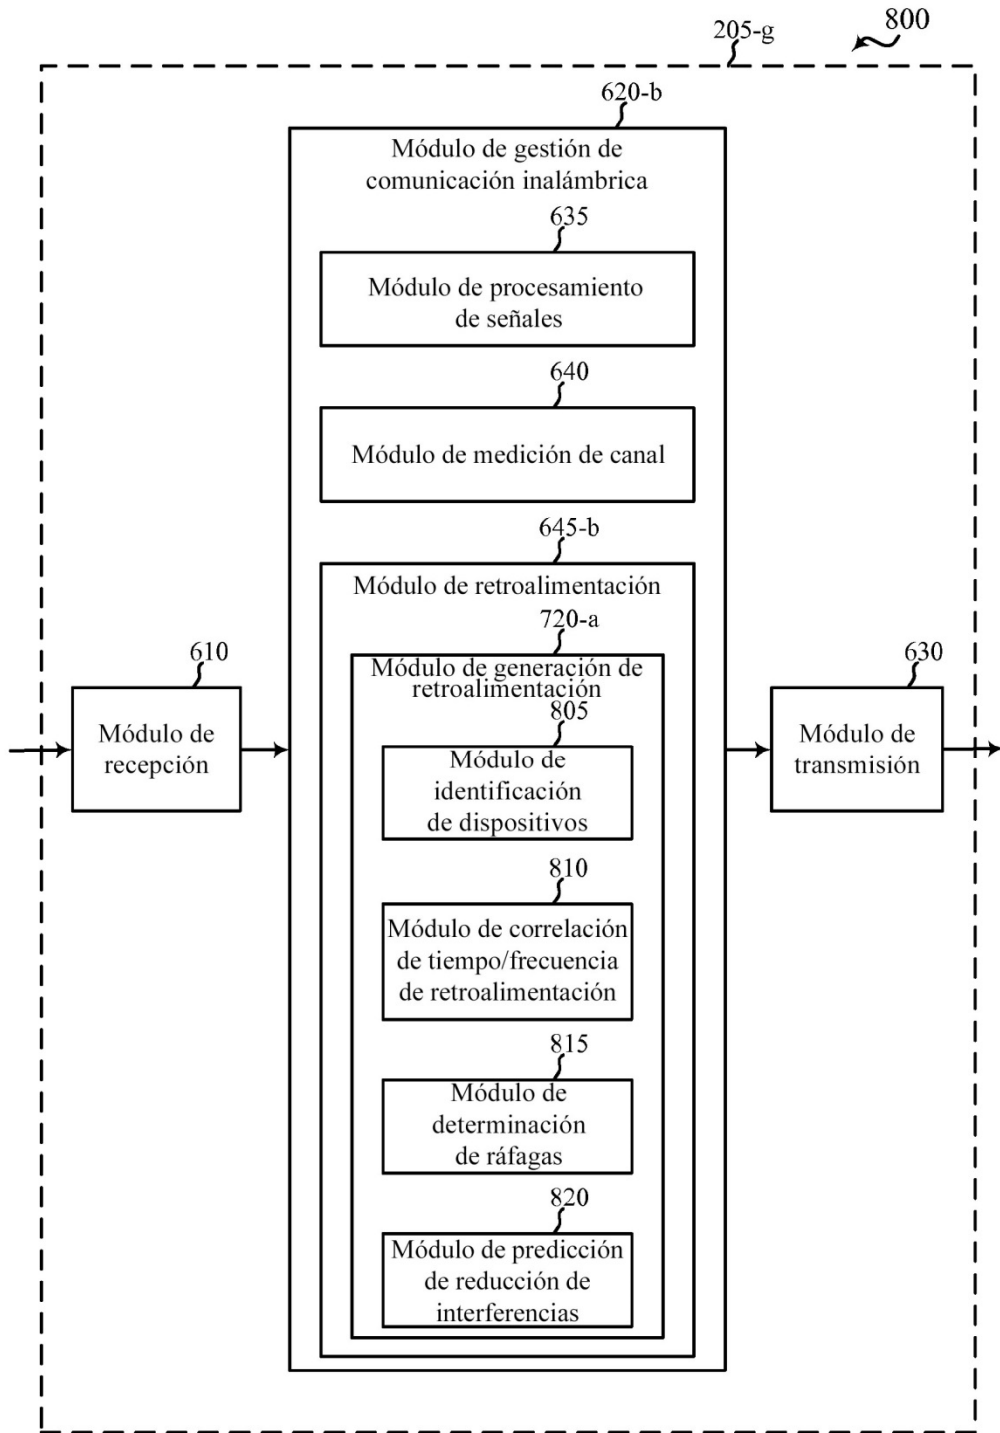 800
205-g
620-b
Módulo de gestión de
comunicación inalámbrica
635
Módulo de procesamiento
de señales
640
Módulo de medición de canal
645-b
Módulo de retroalimentación
720-a
Módulo de generación de
retroalimentación
610
Módulo de
recepción
805
Módulo de
identificación
de dispositivos
630
Módulo de
transmisión
810
Módulo de correlación
de tiempo/frecuencia
de retroalimentación
815
Módulo de
determinación
de ráfagas
820
Módulo de predicción
de reducción de
interferencias